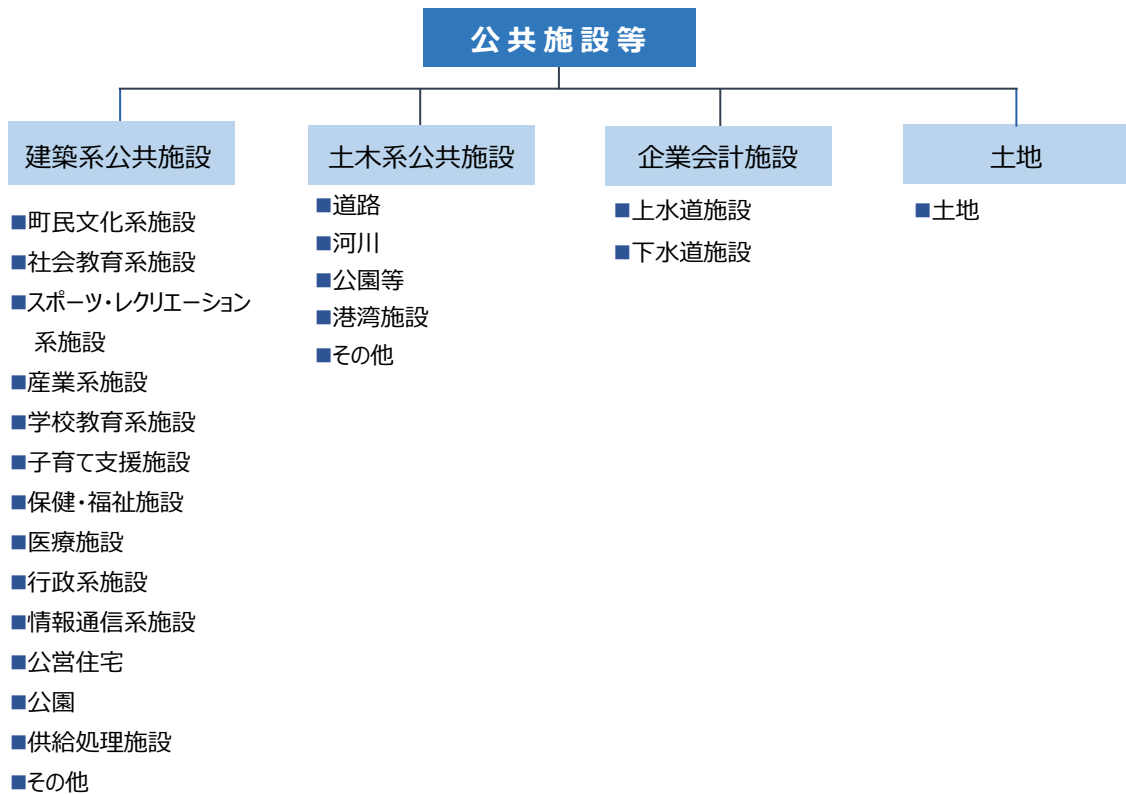 公共施設等
建築系公共施設
■町民文化系施設
■社会教育系施設
■スポーツ・レクリエーション
系施設
■産業系施設
■学校教育系施設
■子育て支援施設
■保健・福祉施設
■医療施設
■行政系施設
■情報通信系施設
■公営住宅
■公園
■供給処理施設
■その他
土木系公共施設
■道路
■河川
■公園等
■港湾施設
■その他
企業会計施設
■上水道施設
■下水道施設
土地
■土地